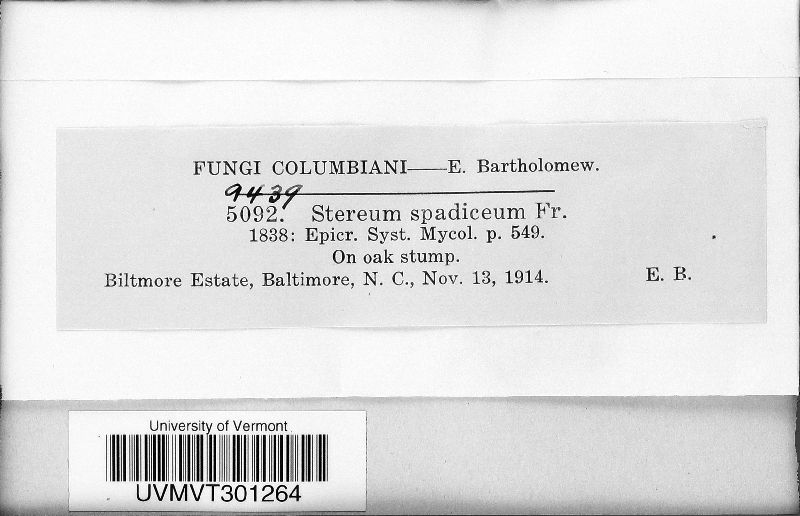 FUNGI COLUMBIANI——E. Bartholomew.
9439
5092. Stereum spadiceum Fr.
1838: Epicr. Syst. Mycol. p. 549.
On oak stump.
Biltmore Estate, Baltimore, N. C., Nov. 13, 1914. E. B.
University of Vermont
UVMVT301264